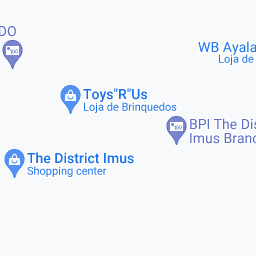 DO
WB Ayala
Loja de
Toys"R"Us
Loja de Brinquedos
BPI The Dis
Imus Branc
The District Imus
Shopping center